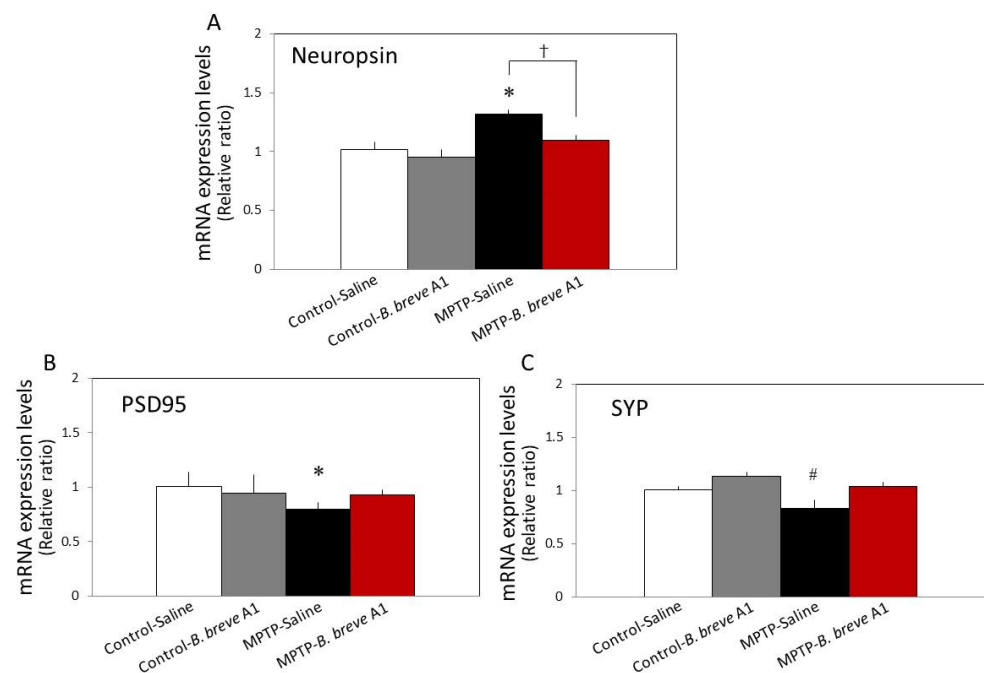 A
Neuropsin
mRNA expression levels
(Relative ratio)
2
1.5
1
0.5
0
†
*
Control-Saline
Control-B. breve A1
MPTP-Saline
MPTP-B. breve A1
B
PSD95
mRNA expression levels
(Relative ratio)
2
1.5
1
0.5
0
*
Control-Saline
Control-B. breve A1
MPTP-Saline
MPTP-B. breve A1
C
SYP
mRNA expression levels
(Relative ratio)
2
1.5
1
0.5
0
#
Control-Saline
Control-B. breve A1
MPTP-Saline
MPTP-B. breve A1